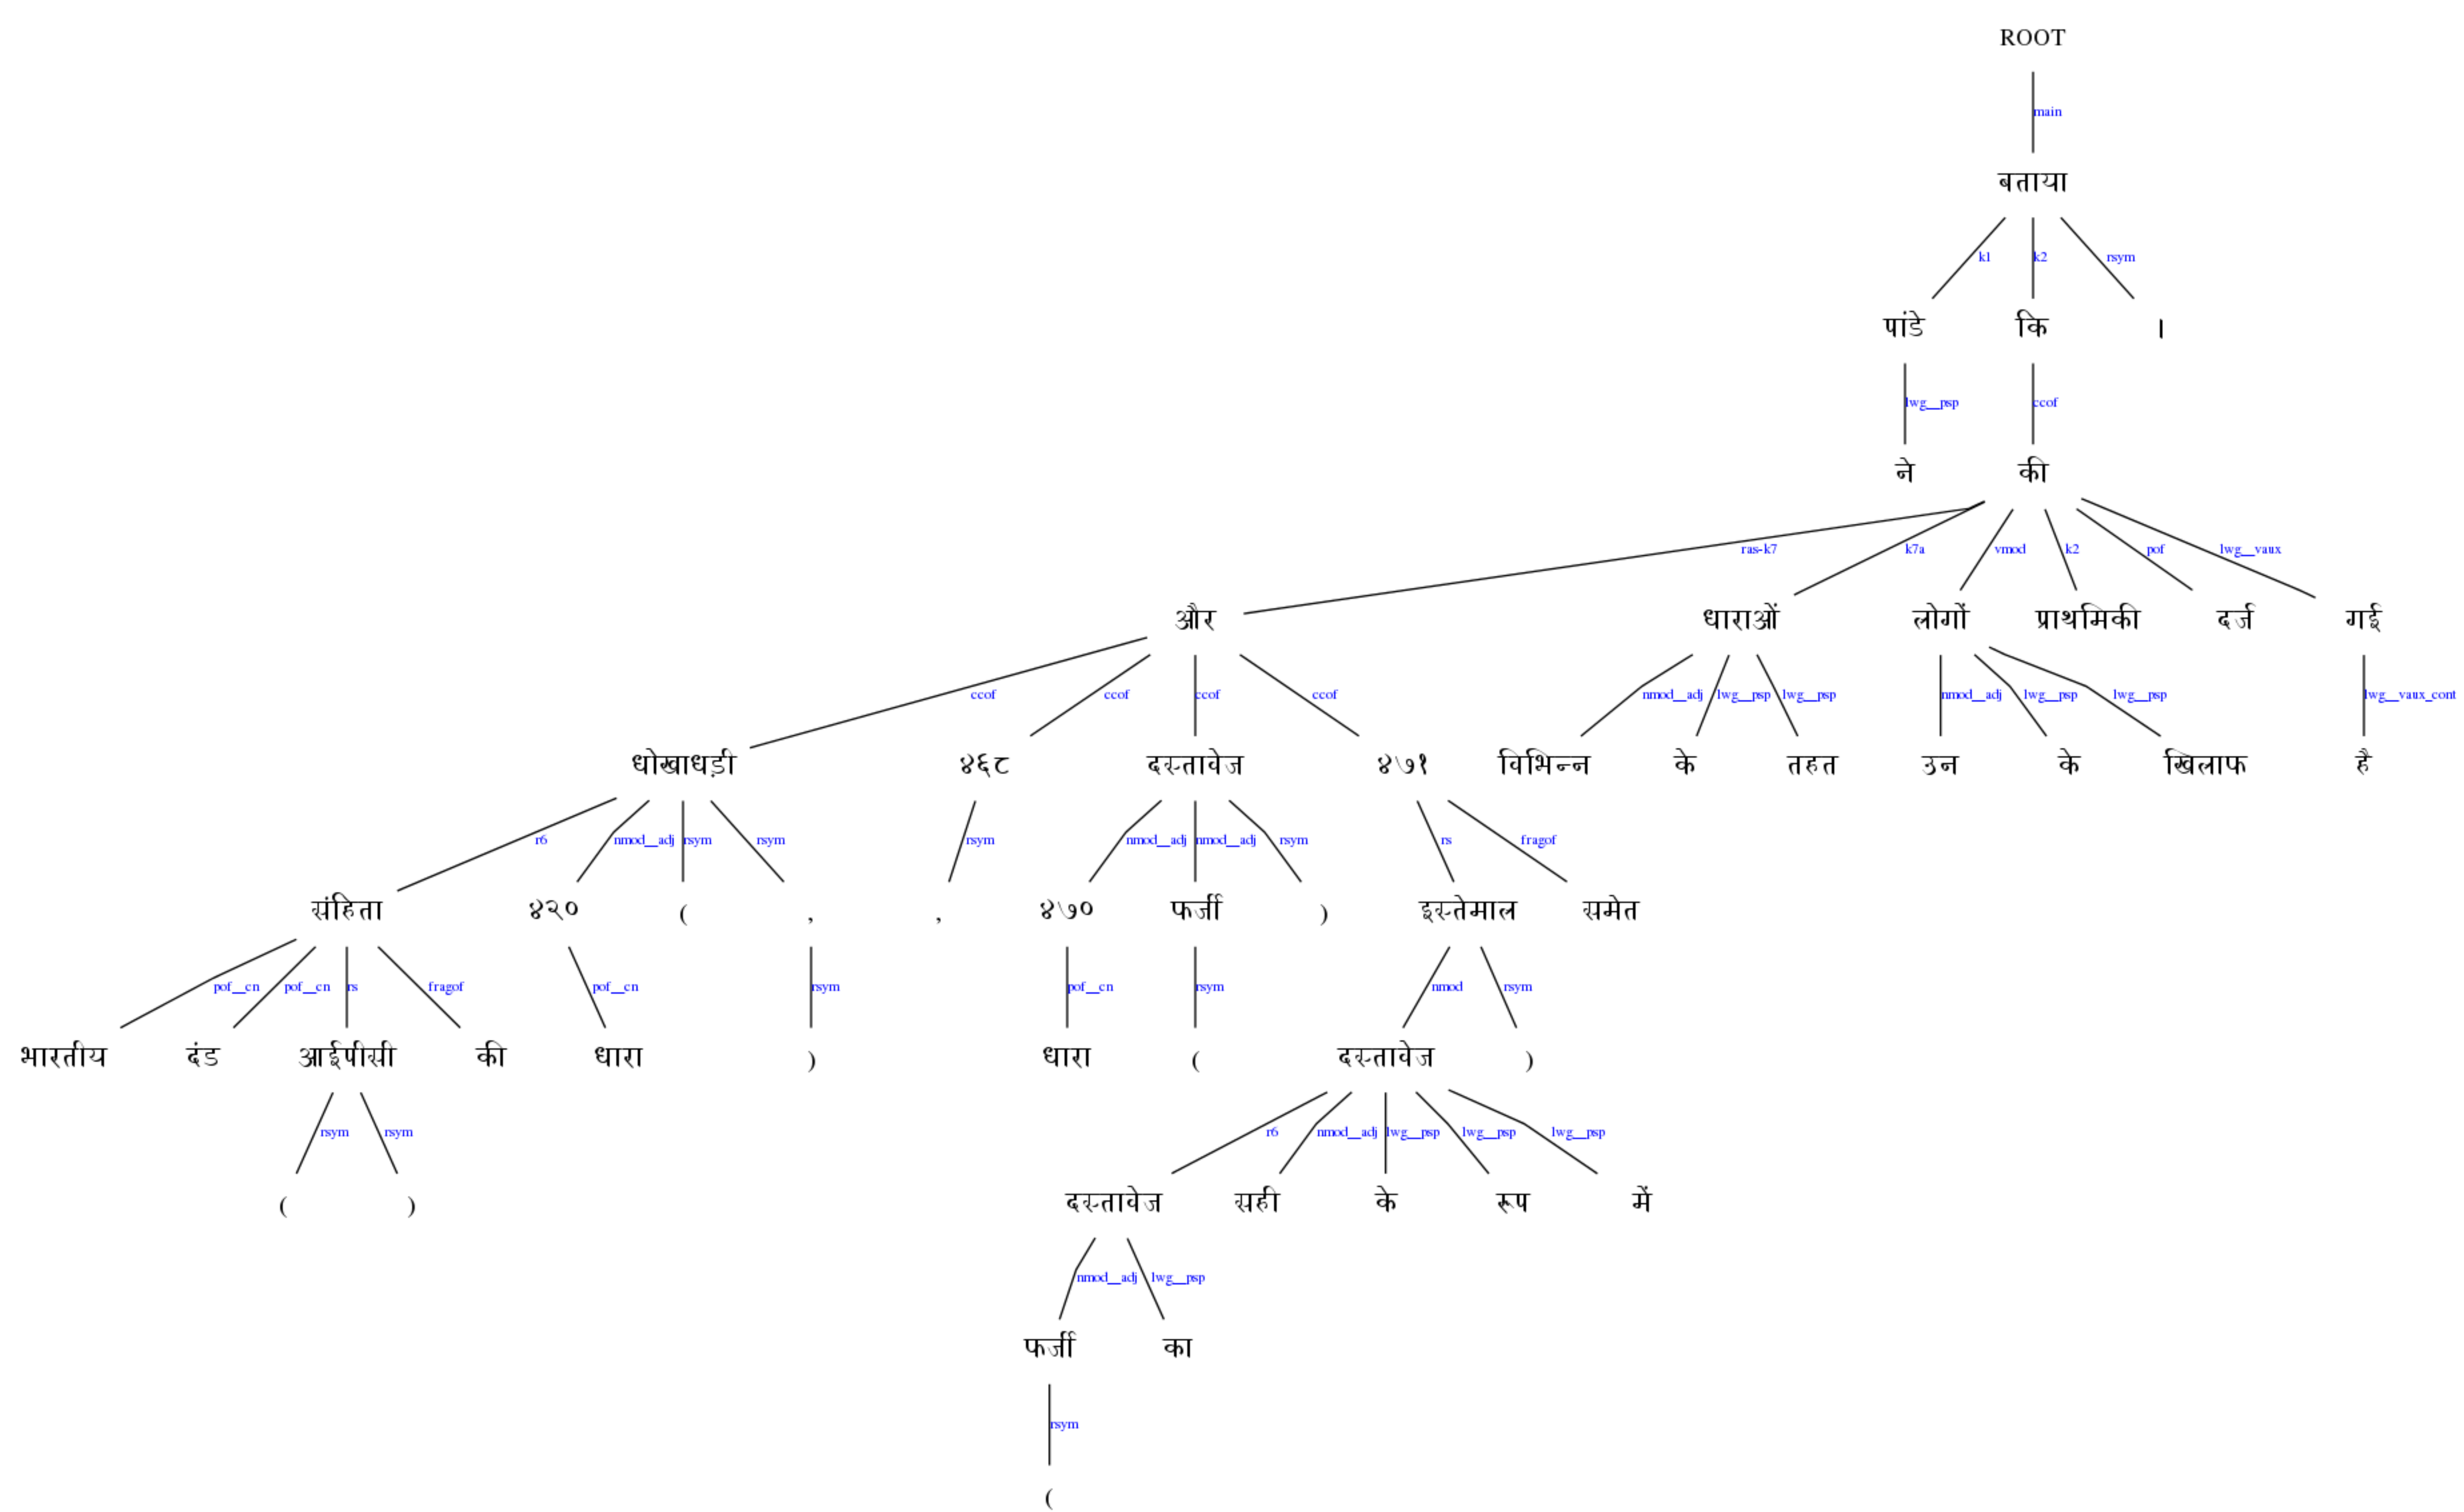 ROOT
main
बताया
k1 k2 rsym
पांडे कि ।
lwg__psp ccof
ने की
ras-k7 k7a vmod k2 pof lwg__vaux
और धाराओं लोगों प्राथमिकी दर्ज गई
ccof ccof ccof ccof nmod__adj lwg__psp lwg__psp nmod__adj lwg__psp lwg__psp lwg__vaux_cont
धोखाधड़ी ४६८ दस्तावेज ४७१ विभिन्न के तहत उन के खिलाफ है
r6 nmod__adj rsym rsym rsym nmod__adj nmod__adj rsym rs fragof
संहिता ४२० ( , , ४७० फर्जी ) इस्तेमाल समेत
pof__cn pof__cn rs fragof pof__cn rsym pof__cn rsym nmod rsym
भारतीय दंड आईपीसी की धारा ) धारा ( दस्तावेज )
rsym rsym r6 nmod__adj lwg__psp lwg__psp lwg__psp
( ) दस्तावेज सही के रूप में
nmod__adj lwg__psp
फर्जी का
rsym
(